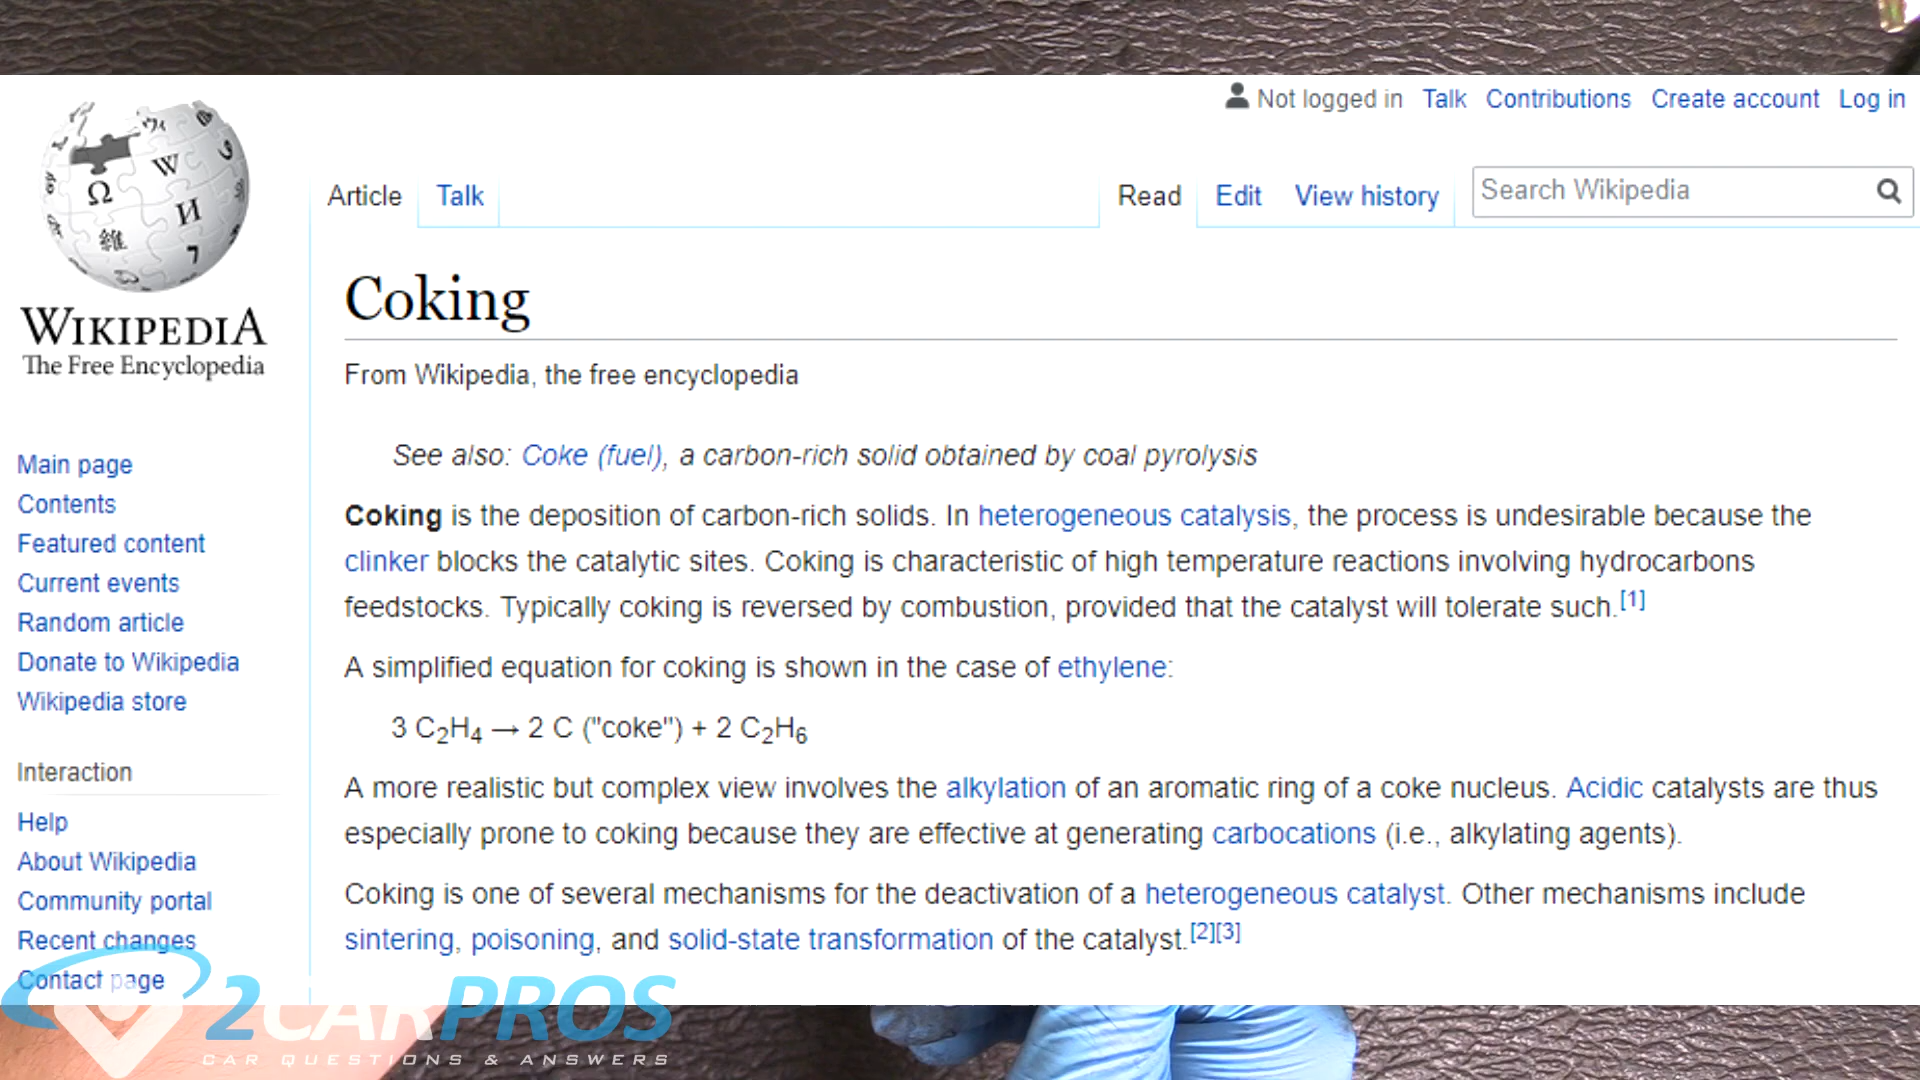 Not logged in Talk Contributions Create account Log in
Article Talk Read Edit View history Search Wikipedia
WIKIPEDIA
The Free Encyclopedia
Main page
Contents
Featured content
Current events
Random article
Donate to Wikipedia
Wikipedia store
Interaction
Help
About Wikipedia
Community portal
Recent changes
Contact page
Coking
From Wikipedia, the free encyclopedia
See also: Coke (fuel), a carbon-rich solid obtained by coal pyrolysis
Coking is the deposition of carbon-rich solids. In heterogeneous catalysis, the process is undesirable because the
clinker blocks the catalytic sites. Coking is characteristic of high temperature reactions involving hydrocarbons
feedstocks. Typically coking is reversed by combustion, provided that the catalyst will tolerate such.[1]
A simplified equation for coking is shown in the case of ethylene:
3 C₂H₄ → 2 C ("coke") + 2 C₂H₆
A more realistic but complex view involves the alkylation of an aromatic ring of a coke nucleus. Acidic catalysts are thus
especially prone to coking because they are effective at generating carbocations (i.e., alkylating agents).
Coking is one of several mechanisms for the deactivation of a heterogeneous catalyst. Other mechanisms include
sintering, poisoning, and solid-state transformation of the catalyst.[2][3]
2CARPROS
CAR QUESTIONS & ANSWERS